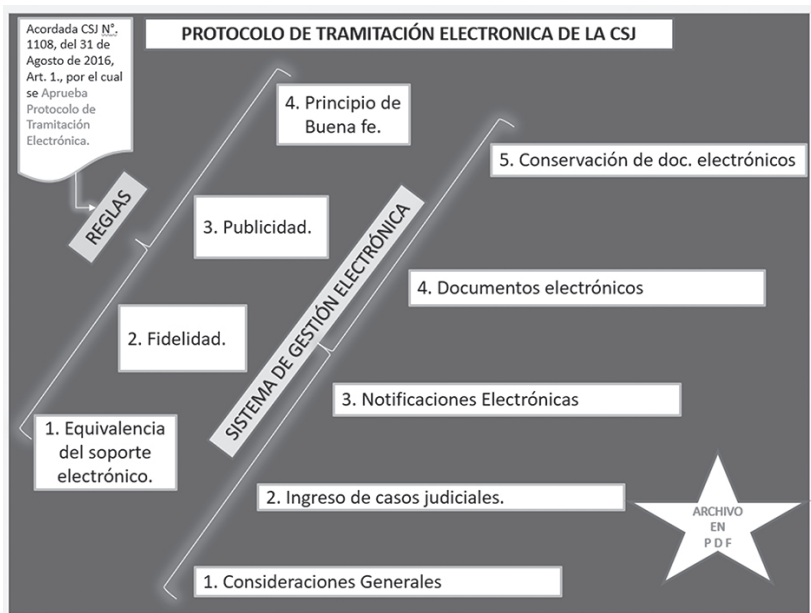 PROTOCOLO DE TRAMITACIÓN ELECTRONICA DE LA CSJ
Acordada CSJ N°.
1108, del 31 de
Agosto de 2016,
Art. 1., por el cual
se Aprueba
Protocolo de
Tramitación
Electrónica.
REGLAS
4. Principio de
Buena fe.
3. Publicidad.
2. Fidelidad.
1. Equivalencia
del soporte
electrónico.
SISTEMA DE GESTIÓN ELECTRÓNICA
5. Conservación de doc. electrónicos
4. Documentos electrónicos
3. Notificaciones Electrónicas
2. Ingreso de casos judiciales.
1. Consideraciones Generales
ARCHIVO
EN
P D F